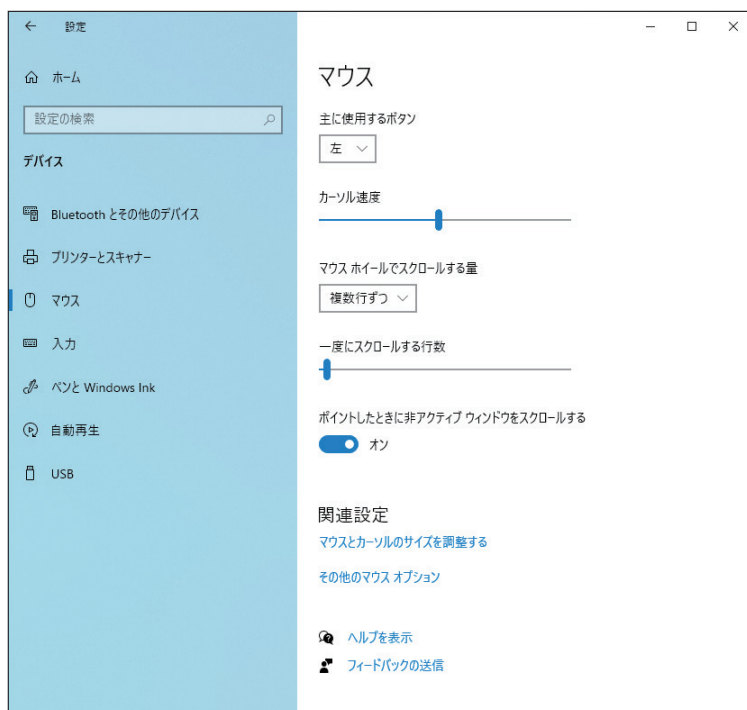 設定
ホーム
設定の検索
デバイス
Bluetooth とその他のデバイス
プリンターとスキャナー
マウス
入力
ペンと Windows Ink
自動再生
USB
マウス
主に使用するボタン
左
カーソル速度
マウス ホイールでスクロールする量
複数行ずつ
一度にスクロールする行数
ポイントしたときに非アクティブ ウィンドウをスクロールする
オン
関連設定
マウスとカーソルのサイズを調整する
その他のマウス オプション
ヘルプを表示
フィードバックの送信